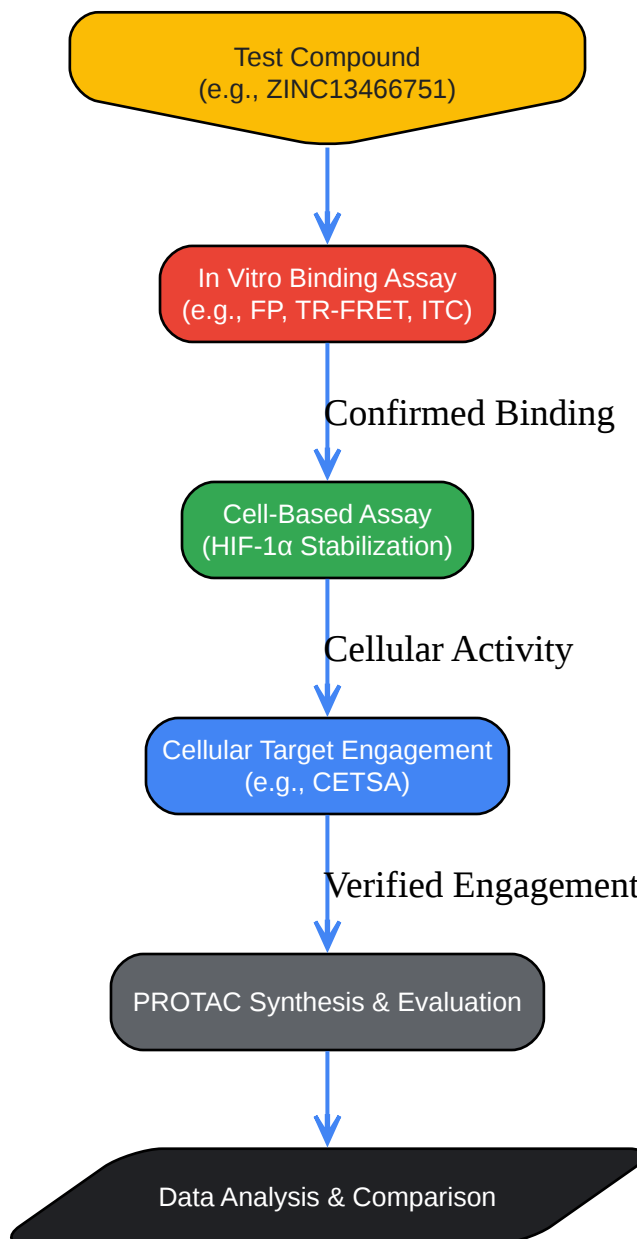 Test Compound
(e.g., ZINC13466751)
In Vitro Binding Assay
(e.g., FP, TR-FRET, ITC)
Confirmed Binding
Cell-Based Assay
(HIF-1α Stabilization)
Cellular Activity
Cellular Target Engagement
(e.g., CETSA)
Verified Engagement
PROTAC Synthesis & Evaluation
Data Analysis & Comparison